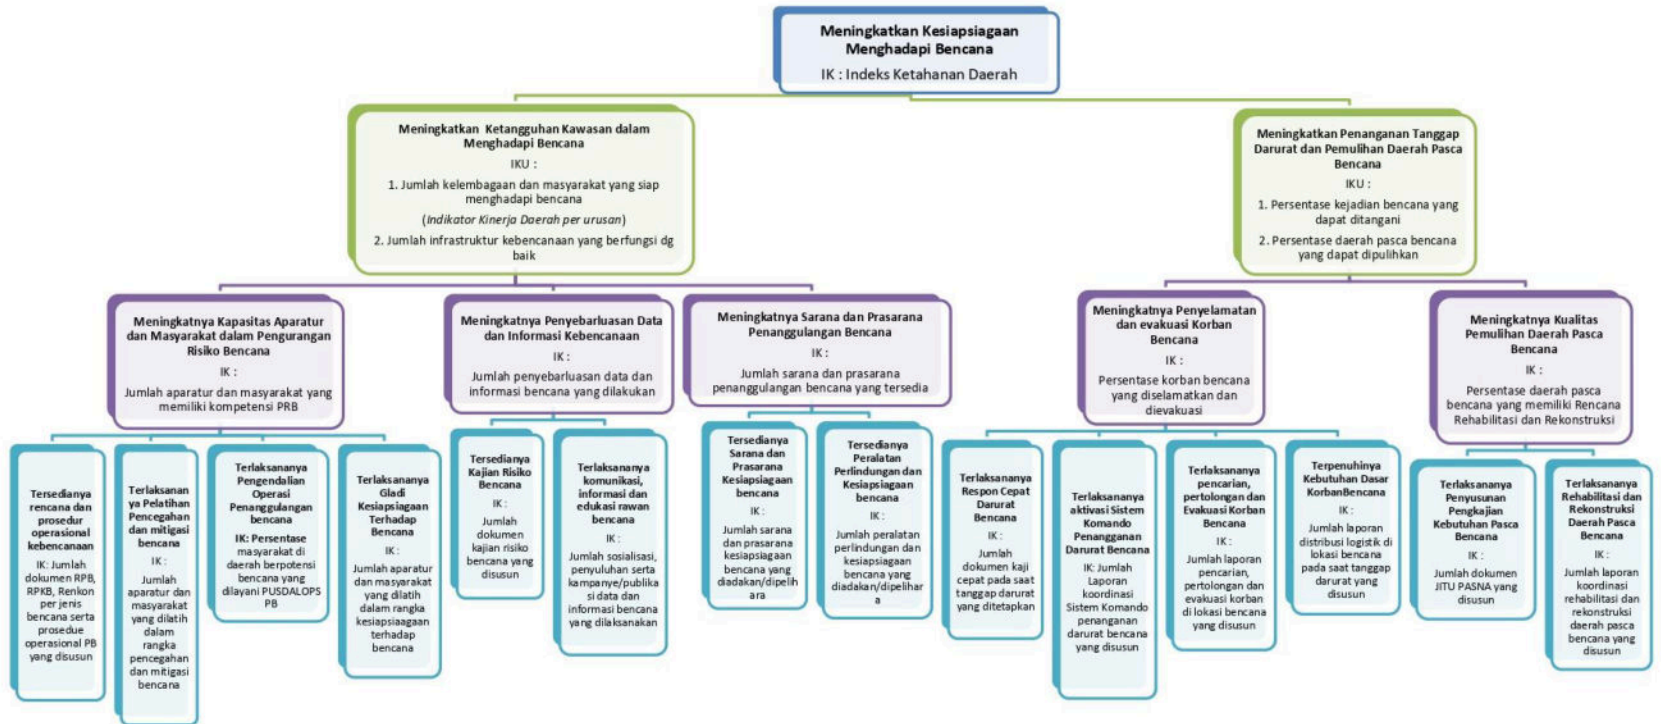 Meningkatkan Kesiapsiagaan
Menghadapi Bencana
IK : Indeks Ketahanan Daerah
Meningkatkan Ketangguhan Kawasan dalam
Menghadapi Bencana
IKU :
1. Jumlah kelembagaan dan masyarakat yang siap
menghadapi bencana
(Indikator Kinerja Daerah per urusan)
2. Jumlah infrastruktur kebencanaan yang berfungsi dg
baik
Meningkatkan Penanganan Tanggap
Darurat dan Pemulihan Daerah Pasca
Bencana
IKU :
1. Persentase kejadian bencana yang
dapat ditangani
2. Persentase daerah pasca bencana
yang dapat dipulihkan
Meningkatnya Kapasitas Aparatur
dan Masyarakat dalam Pengurangan
Risiko Bencana
IK :
Jumlah aparatur dan masyarakat yang
memiliki kompetensi PRB
Meningkatnya Penyebarluasan Data
dan Informasi Kebencanaan
IK :
Jumlah penyebarluasan data dan
informasi bencana yang dilakukan
Meningkatnya Sarana dan Prasarana
Penanggulangan Bencana
IK :
Jumlah sarana dan prasarana
penanggulangan bencana yang tersedia
Meningkatnya Penyelamatan
dan evakuasi Korban
Bencana
IK :
Persentase korban bencana
yang diselamatkan dan
dievakuasi
Meningkatnya Kualitas
Pemulihan Daerah Pasca
Bencana
IK :
Persentase daerah pasca
bencana yang memiliki Rencana
Rehabilitasi dan Rekonstruksi
Tersedianya
rencana dan
prosedur
operasional
kebencanaan
IK: Jumlah
dokumen RPB,
RPKB, Renkon
per jenis
bencana serta
prosedue
operasional PB
yang disusun
Terlaksanan
ya Pelatihan
Pencegahan
dan mitigasi
bencana
IK :
Jumlah
aparatur dan
masyarakat
yang dilatih
dalam
rangka
pencegahan
dan mitigasi
bencana
Terlaksananya
Pengendalian
Operasi
Penanggulangan
bencana
IK: Persentase
masyarakat di
daerah berpotensi
bencana yang
dilayani PUSDALOPS
PB
Terlaksananya
Gladi
Kesiapsiagaan
Terhadap
Bencana
IK :
Jumlah aparatur
dan masyarakat
yang dilatih dalam
rangka
kesiapsiaagaan
terhadap
bencana
Tersedianya
Kajian Risiko
Bencana
IK :
Jumlah
dokumen
kajian risiko
bencana yang
disusun
Terlaksananya
komunikasi,
informasi dan
edukasi rawan
bencana
IK :
Jumlah sosialisasi,
penyuluhan serta
kampanye/publika
si data dan
informasi bencana
yang dilaksanakan
Tersedianya
Sarana dan
Prasarana
Kesiapsiagaan
bencana
IK :
Jumlah sarana
dan prasarana
kesiapsiagaan
bencana yang
diadakan/dipelih
ara
Tersedianya
Peralatan
Perlindungan dan
Kesiapsiagaan
bencana
IK :
Jumlah peralatan
perlindungan dan
kesiapsiagaan
bencana yang
diadakan/dipelihar
a
Terlaksananya
Respon Cepat
Darurat
Bencana
IK :
Jumlah
dokumen kaji
cepat pada saat
tanggap darurat
yang ditetapkan
Terlaksananya
aktivasi Sistem
Komando
Penanganan
Darurat Bencana
IK: Jumlah
Laporan
koordinasi
Sistem Komando
penanganan
darurat bencana
yang disusun
Terlaksananya
pencarian,
pertolongan dan
Evakuasi Korban
Bencana
IK :
Jumlah laporan
pencarian,
pertolongan dan
evakuasi korban
di lokasi bencana
yang disusun
Terpenuhinya
Kebutuhan Dasar
KorbanBencana
IK :
Jumlah laporan
distribusi logistik di
lokasi bencana
pada saat tanggap
darurat yang
disusun
Terlaksananya
Penyusunan
Pengkajian
Kebutuhan Pasca
Bencana
IK :
Jumlah dokumen
JITU PASNA yang
disusun
Terlaksananya
Rehabilitasi dan
Rekonstruksi
Daerah Pasca
Bencana
IK :
Jumlah laporan
koordinasi
rehabilitasi dan
rekonstruksi
daerah pasca
bencana yang
disusun